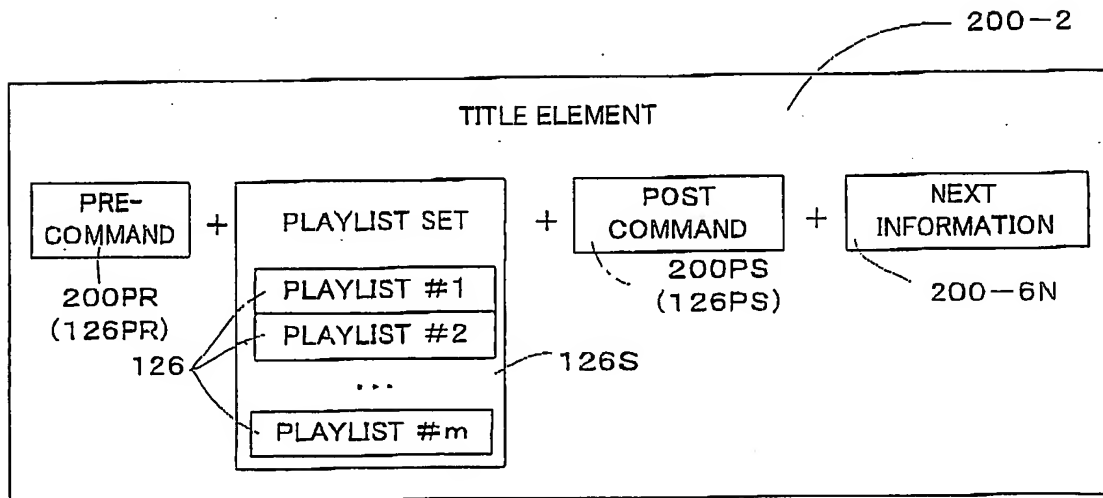 200-2
TITLE ELEMENT
PRE-
COMMAND
200PR
(126PR)
+
PLAYLIST SET
PLAYLIST #1
PLAYLIST #2
...
PLAYLIST #m
126
126S
+
POST
COMMAND
200PS
(126PS)
+
NEXT
INFORMATION
200-6N